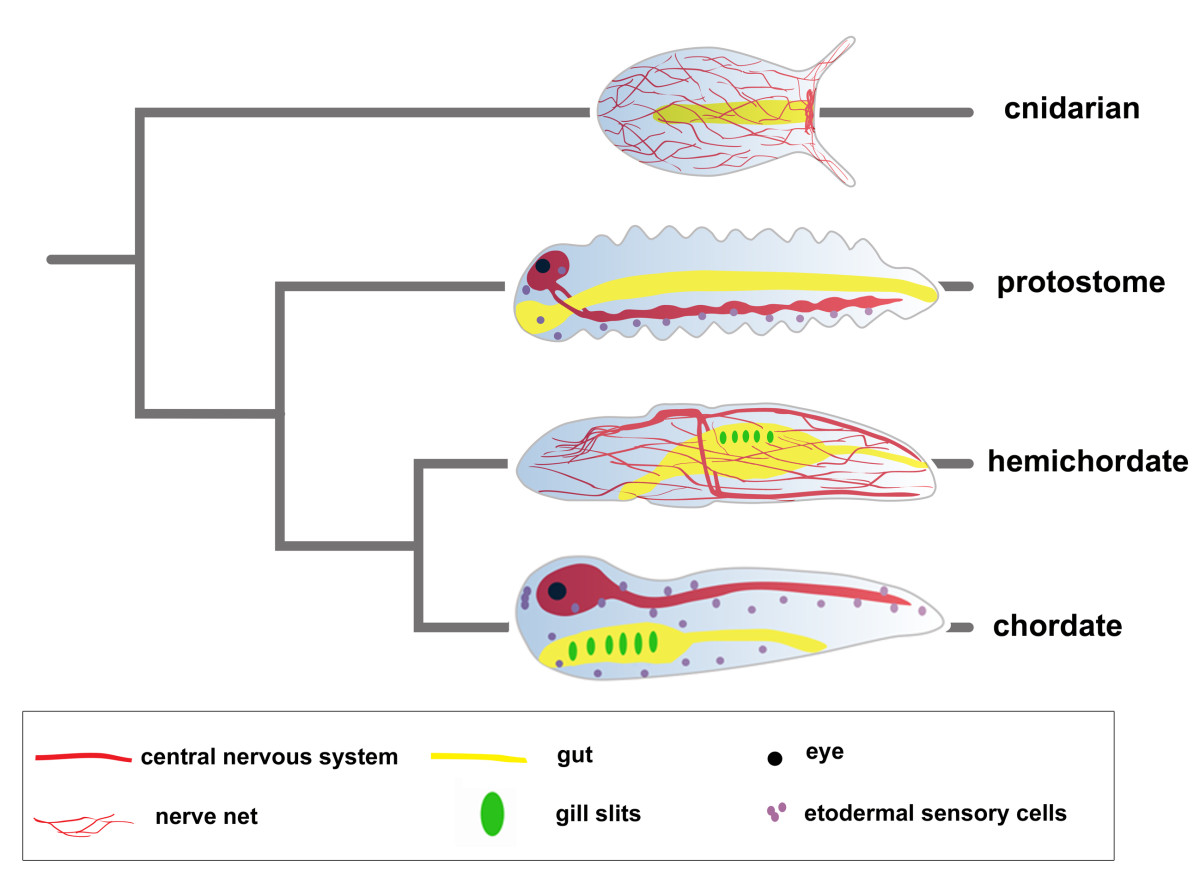 cnidarian
protostome
hemichordate
chordate
central nervous system
gut
eye
nerve net
gill slits
etodermal sensory cells